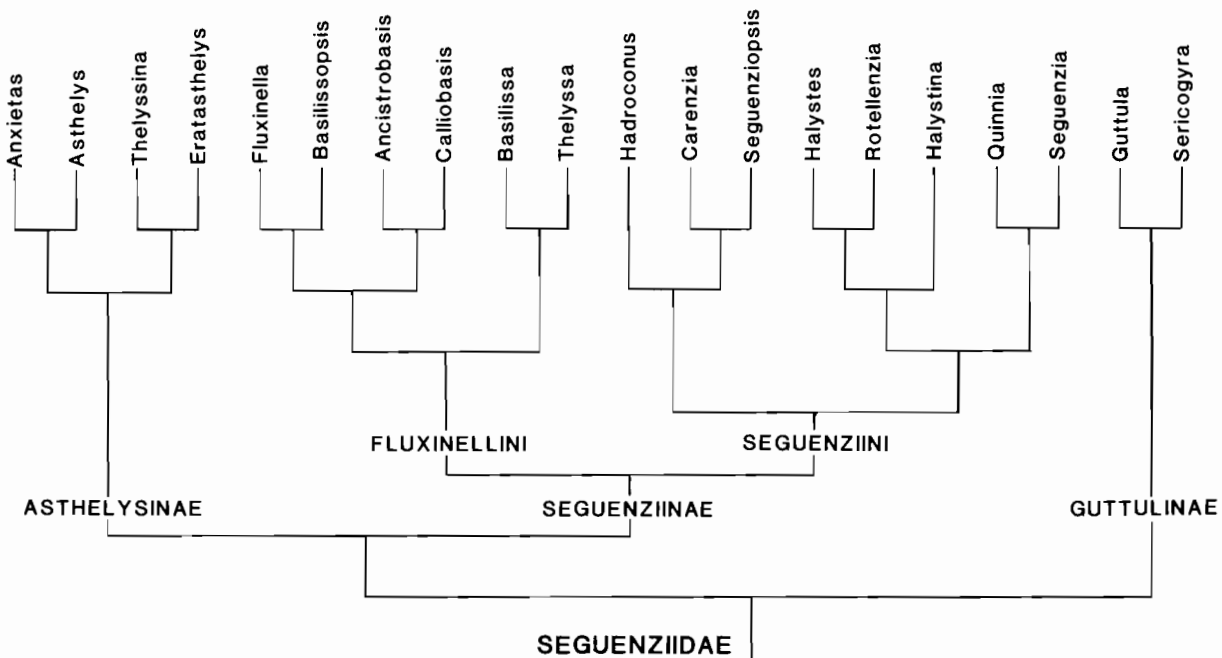 Anxietas
Asthelys
Thelyssina
Eratasthelys
Fluxinella
Basilissopsis
Ancistrobasis
Calliobasis
Basilissa
Thelyssa
Hadroconus
Carenzia
Seguenziopsis
Halystes
Rotellenzia
Halystina
Quinnia
Seguenzia
Guttula
Sericogyra
FLUXINELLINI
SEGUENZIINI
ASTHELYSINAE
SEGUENZIINAE
GUTTULINAE
SEGUENZIIDAE